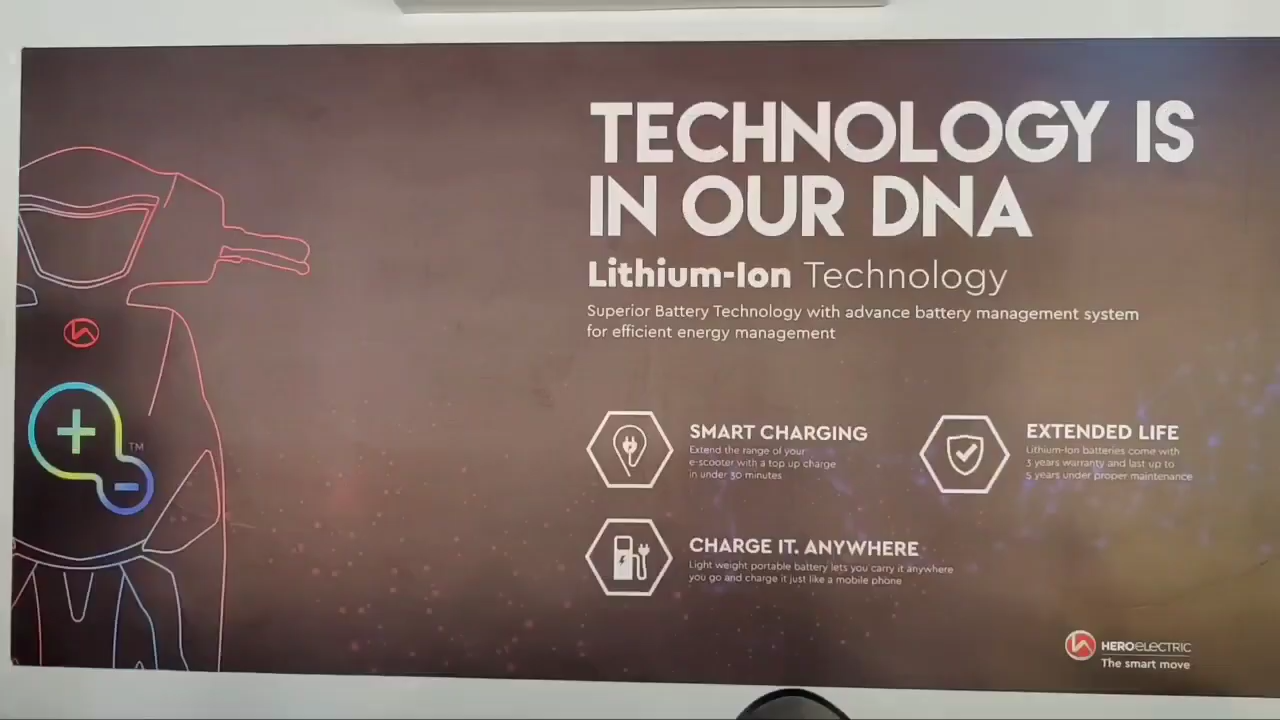 TECHNOLOGY IS
IN OUR DNA
Lithium-Ion Technology
Superior Battery Technology with advance battery management system
for efficient energy management
SMART CHARGING
Extend the range of your
e-scooter with a top up charge
in under 30 minutes
EXTENDED LIFE
Lithium-Ion batteries come with
3 years warranty and last up to
5 years under proper maintenance
CHARGE IT. ANYWHERE
Light weight portable battery lets you carry it anywhere
you go and charge it just like a mobile phone
TM
HEROELECTRIC
The smart move